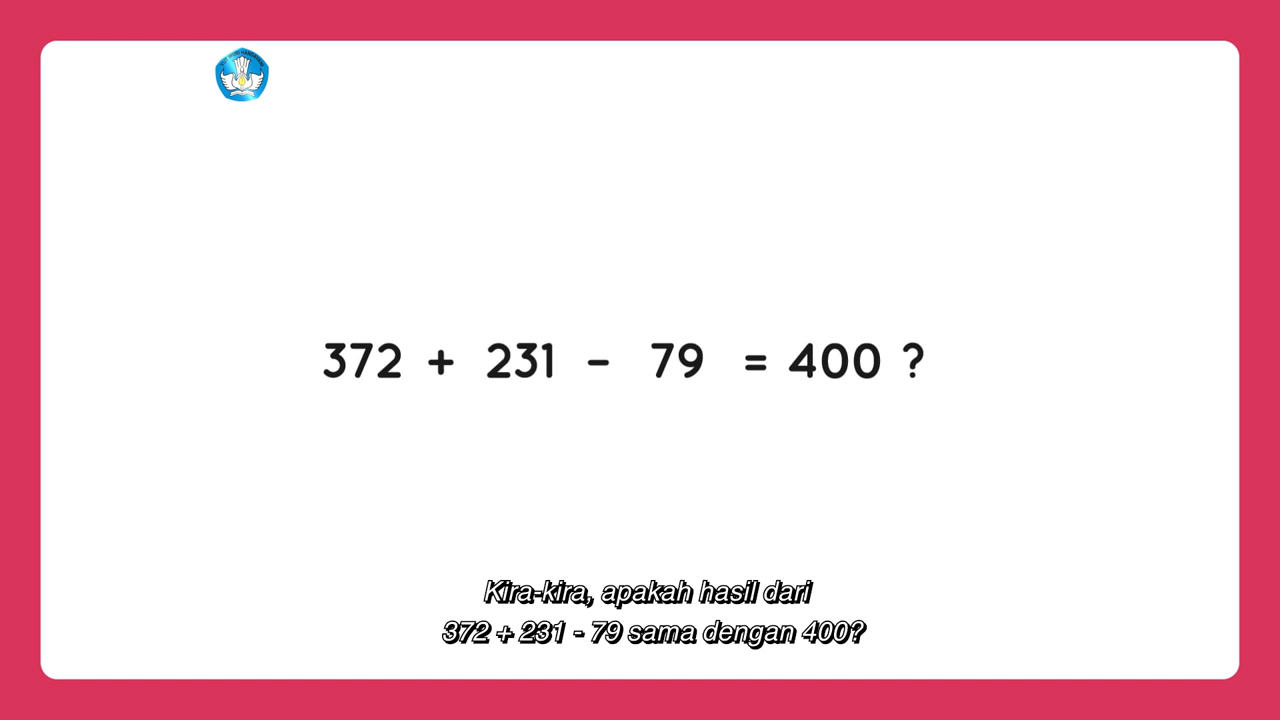 372 + 231 - 79 = 400 ?
Kira-kira, apakah hasil dari
372 + 231 - 79 sama dengan 400?